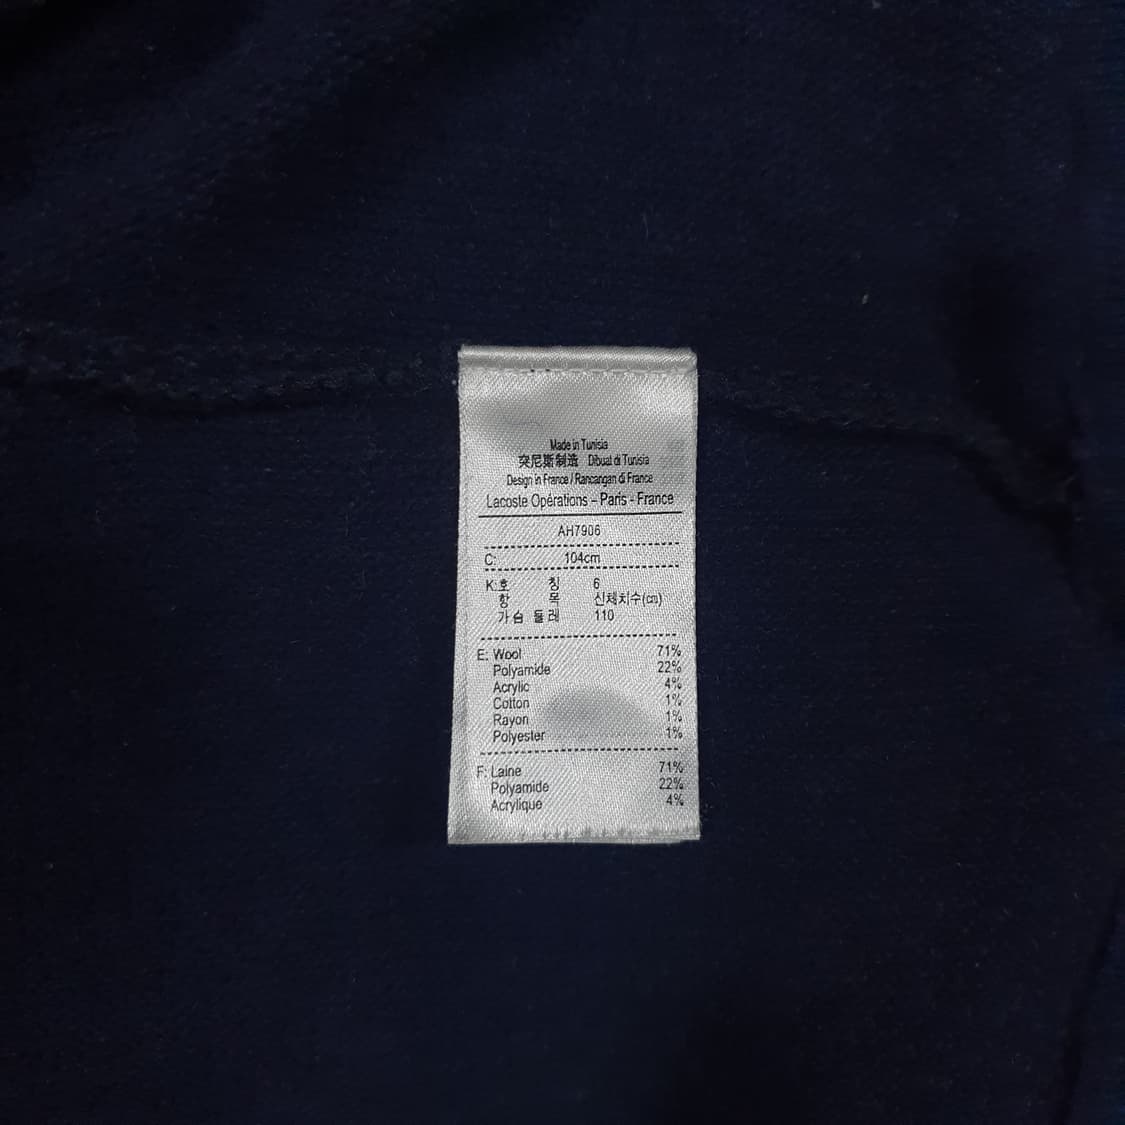 Made in Tunisia
突尼斯制造 Dibuat di Tunisia
Design in France / Rancangan di France
Lacoste Opérations – Paris - France
AH7906
C: 104cm
K: 호 칭 6
항 목 신체치수(㎝)
가슴 둘레 110
E: Wool 71%
Polyamide 22%
Acrylic 4%
Cotton 1%
Rayon 1%
Polyester 1%
F: Laine 71%
Polyamide 22%
Acrylique 4%